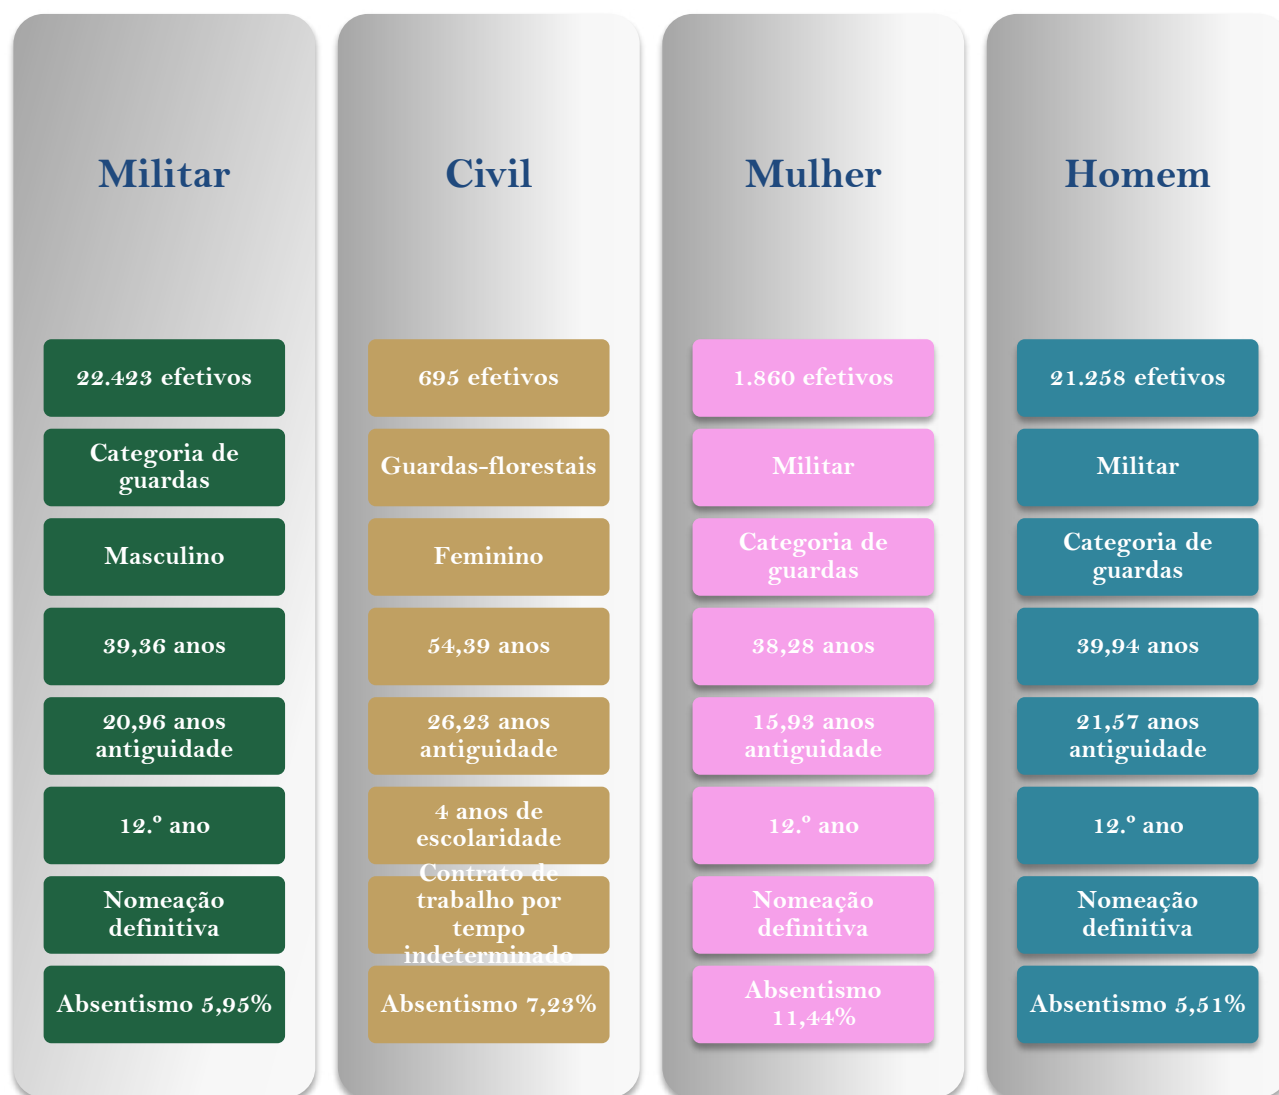 Militar
22.423 efetivos
Categoria de
guardas
Masculino
39,36 anos
20,96 anos
antiguidade
12.º ano
Nomeação
definitiva
Absentismo 5,95%
Civil
695 efetivos
Guardas-florestais
Feminino
54,39 anos
26,23 anos
antiguidade
4 anos de
escolaridade
Contrato de
trabalho por
tempo
indeterminado
Absentismo 7,23%
Mulher
1.860 efetivos
Militar
Categoria de
guardas
38,28 anos
15,93 anos
antiguidade
12.º ano
Nomeação
definitiva
Absentismo
11,44%
Homem
21.258 efetivos
Militar
Categoria de
guardas
39,94 anos
21,57 anos
antiguidade
12.º ano
Nomeação
definitiva
Absentismo 5,51%